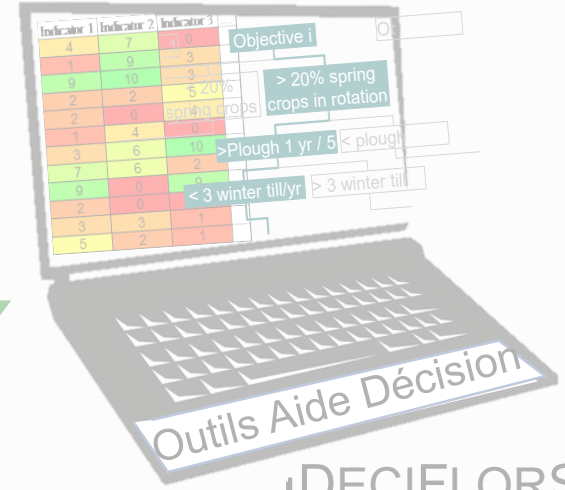 Indicator 1 Indicator 2 Indicator 3 ...
4 7 0
1 9 3
9 10 3
2 2 5
2 0 4
1 4 0
3 6 10
7 6 2
9 0 9
2 0
3 3 1
5 2 1
Objective i
> 20% spring
crops in rotation
< 20%
spring crops
>Plough 1 yr / 5
< plough
< 3 winter till/yr
> 3 winter till
Outils Aide Décision
DECIFLORS